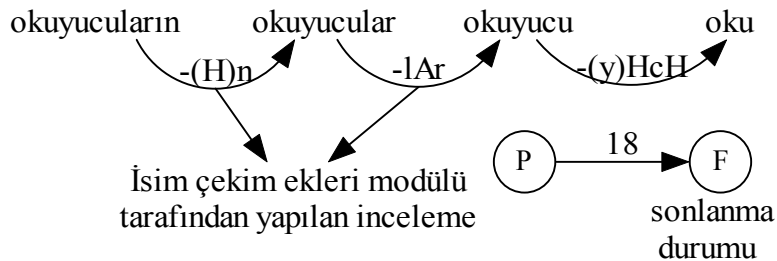 okuyucuların okuyucular okuyucu oku
-(H)n -lAr -(y)HcH
P 18 F
İsim çekim ekleri modülü
tarafından yapılan inceleme
sonlanma
durumu